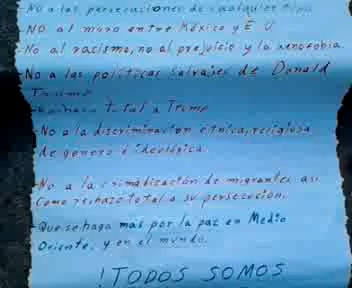 - No a las persecuciones de cualquier tipo
- NO al muro entre México y E U
- No al racismo, no al prejuicio y la xenofobia.
- No a las políticas salvajes de Donald
Trump
- Rechazo total a Trump
- No a la discriminación étnica, religiosa
de genero é ideológica.
- No a la crimalización de migrantes así
Como rechazo total a su persecución.
- Que se haga más por la paz en Medio
Oriente, y en el mundo.
¡TODOS SOMOS